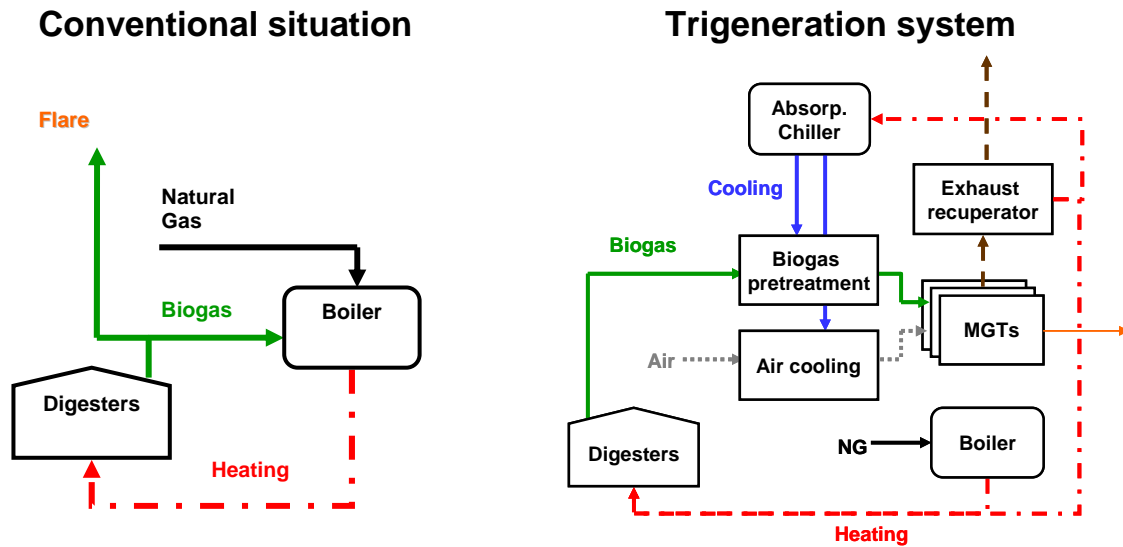 Conventional situation
Flare
Natural
Gas
Biogas
Boiler
Digesters
Heating
Trigeneration system
Absorp.
Chiller
Cooling
Exhaust
recuperator
Biogas
Biogas
pretreatment
MGTs
Air
Air cooling
NG
Boiler
Digesters
Heating